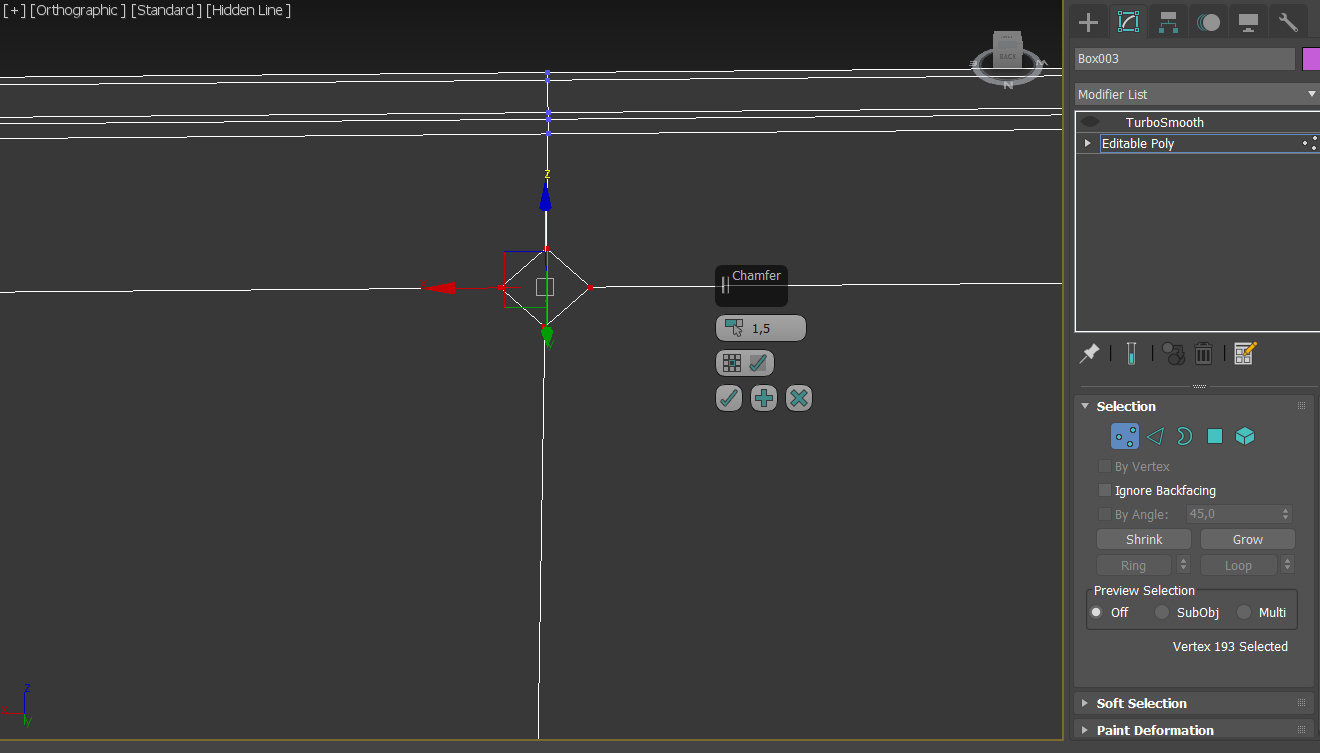 [+] [Orthographic ] [Standard ] [Hidden Line ]
BACK
N
z
x
y
Chamfer
1,5
z
x
y
Box003
Modifier List
TurboSmooth
Editable Poly
Selection
By Vertex
Ignore Backfacing
By Angle:
45,0
Shrink
Grow
Ring
Loop
Preview Selection
Off
SubObj
Multi
Vertex 193 Selected
Soft Selection
Paint Deformation